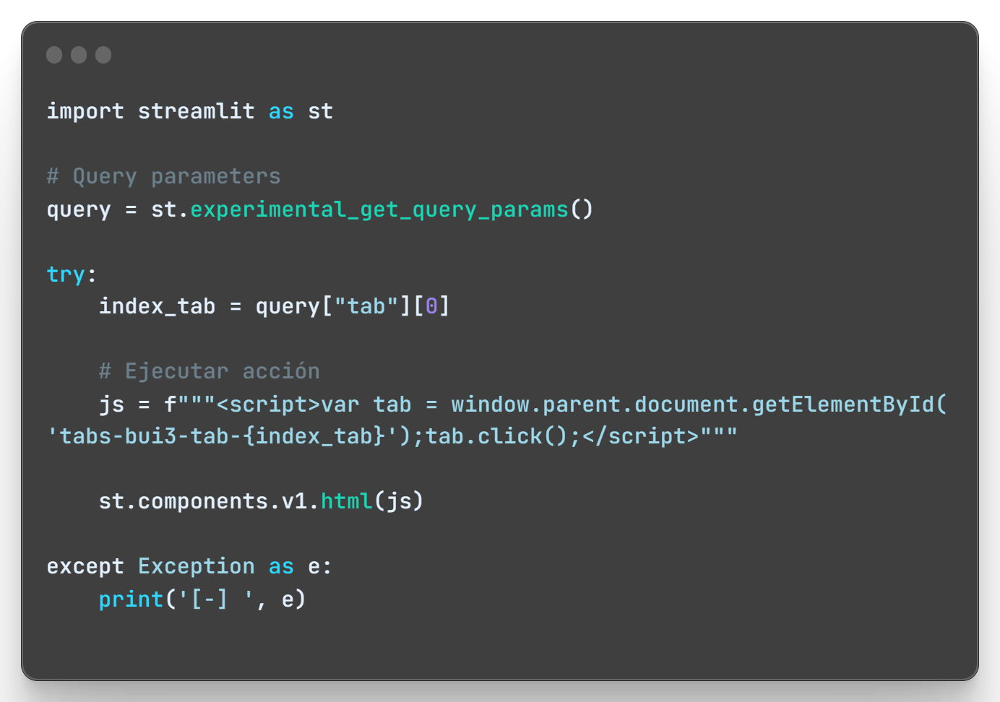 import streamlit as st
# Query parameters
query = st.experimental_get_query_params()
try:
    index_tab = query["tab"][0]
    # Ejecutar acción
    js = f"""<script>var tab = window.parent.document.getElementById(
'tabs-bui3-tab-{index_tab}');tab.click();</script>"""
    st.components.v1.html(js)
except Exception as e:
    print('[-] ', e)